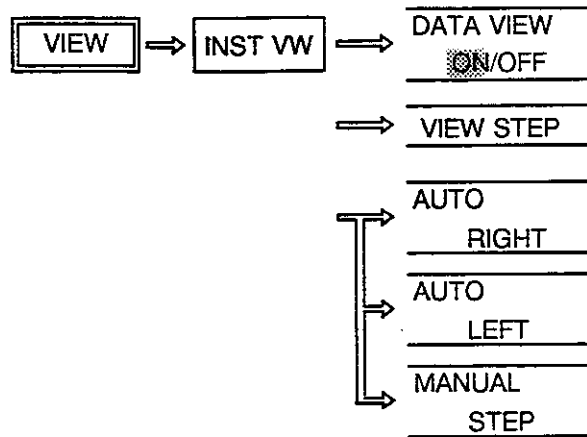 VIEW
INST VW
DATA VIEW
ON/OFF
VIEW STEP
AUTO
RIGHT
AUTO
LEFT
MANUAL
STEP